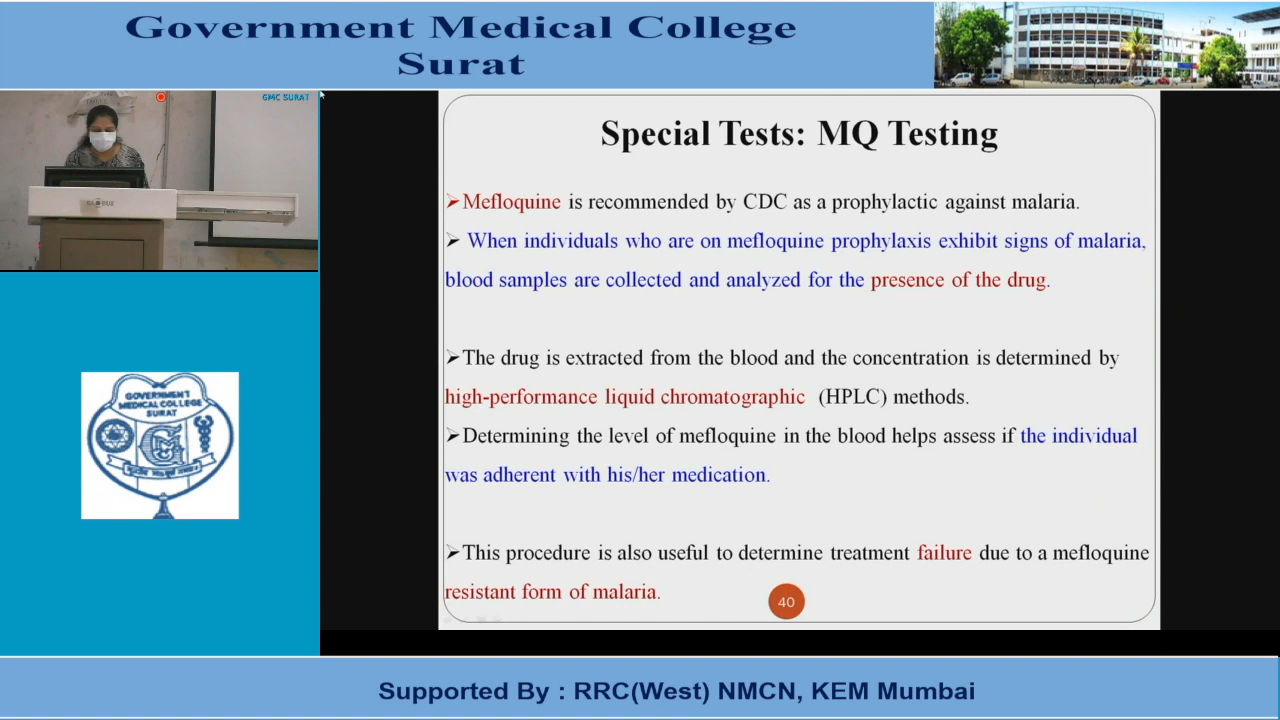 Government Medical College
Surat
GMC SURAT
GLOBUS
Special Tests: MQ Testing
➢Mefloquine is recommended by CDC as a prophylactic against malaria.
➢ When individuals who are on mefloquine prophylaxis exhibit signs of malaria,
blood samples are collected and analyzed for the presence of the drug.
➢The drug is extracted from the blood and the concentration is determined by
high-performance liquid chromatographic (HPLC) methods.
➢Determining the level of mefloquine in the blood helps assess if the individual
was adherent with his/her medication.
➢This procedure is also useful to determine treatment failure due to a mefloquine
resistant form of malaria.
40
GOVERNMENT
MEDICAL COLLEGE
SURAT
Supported By : RRC(West) NMCN, KEM Mumbai